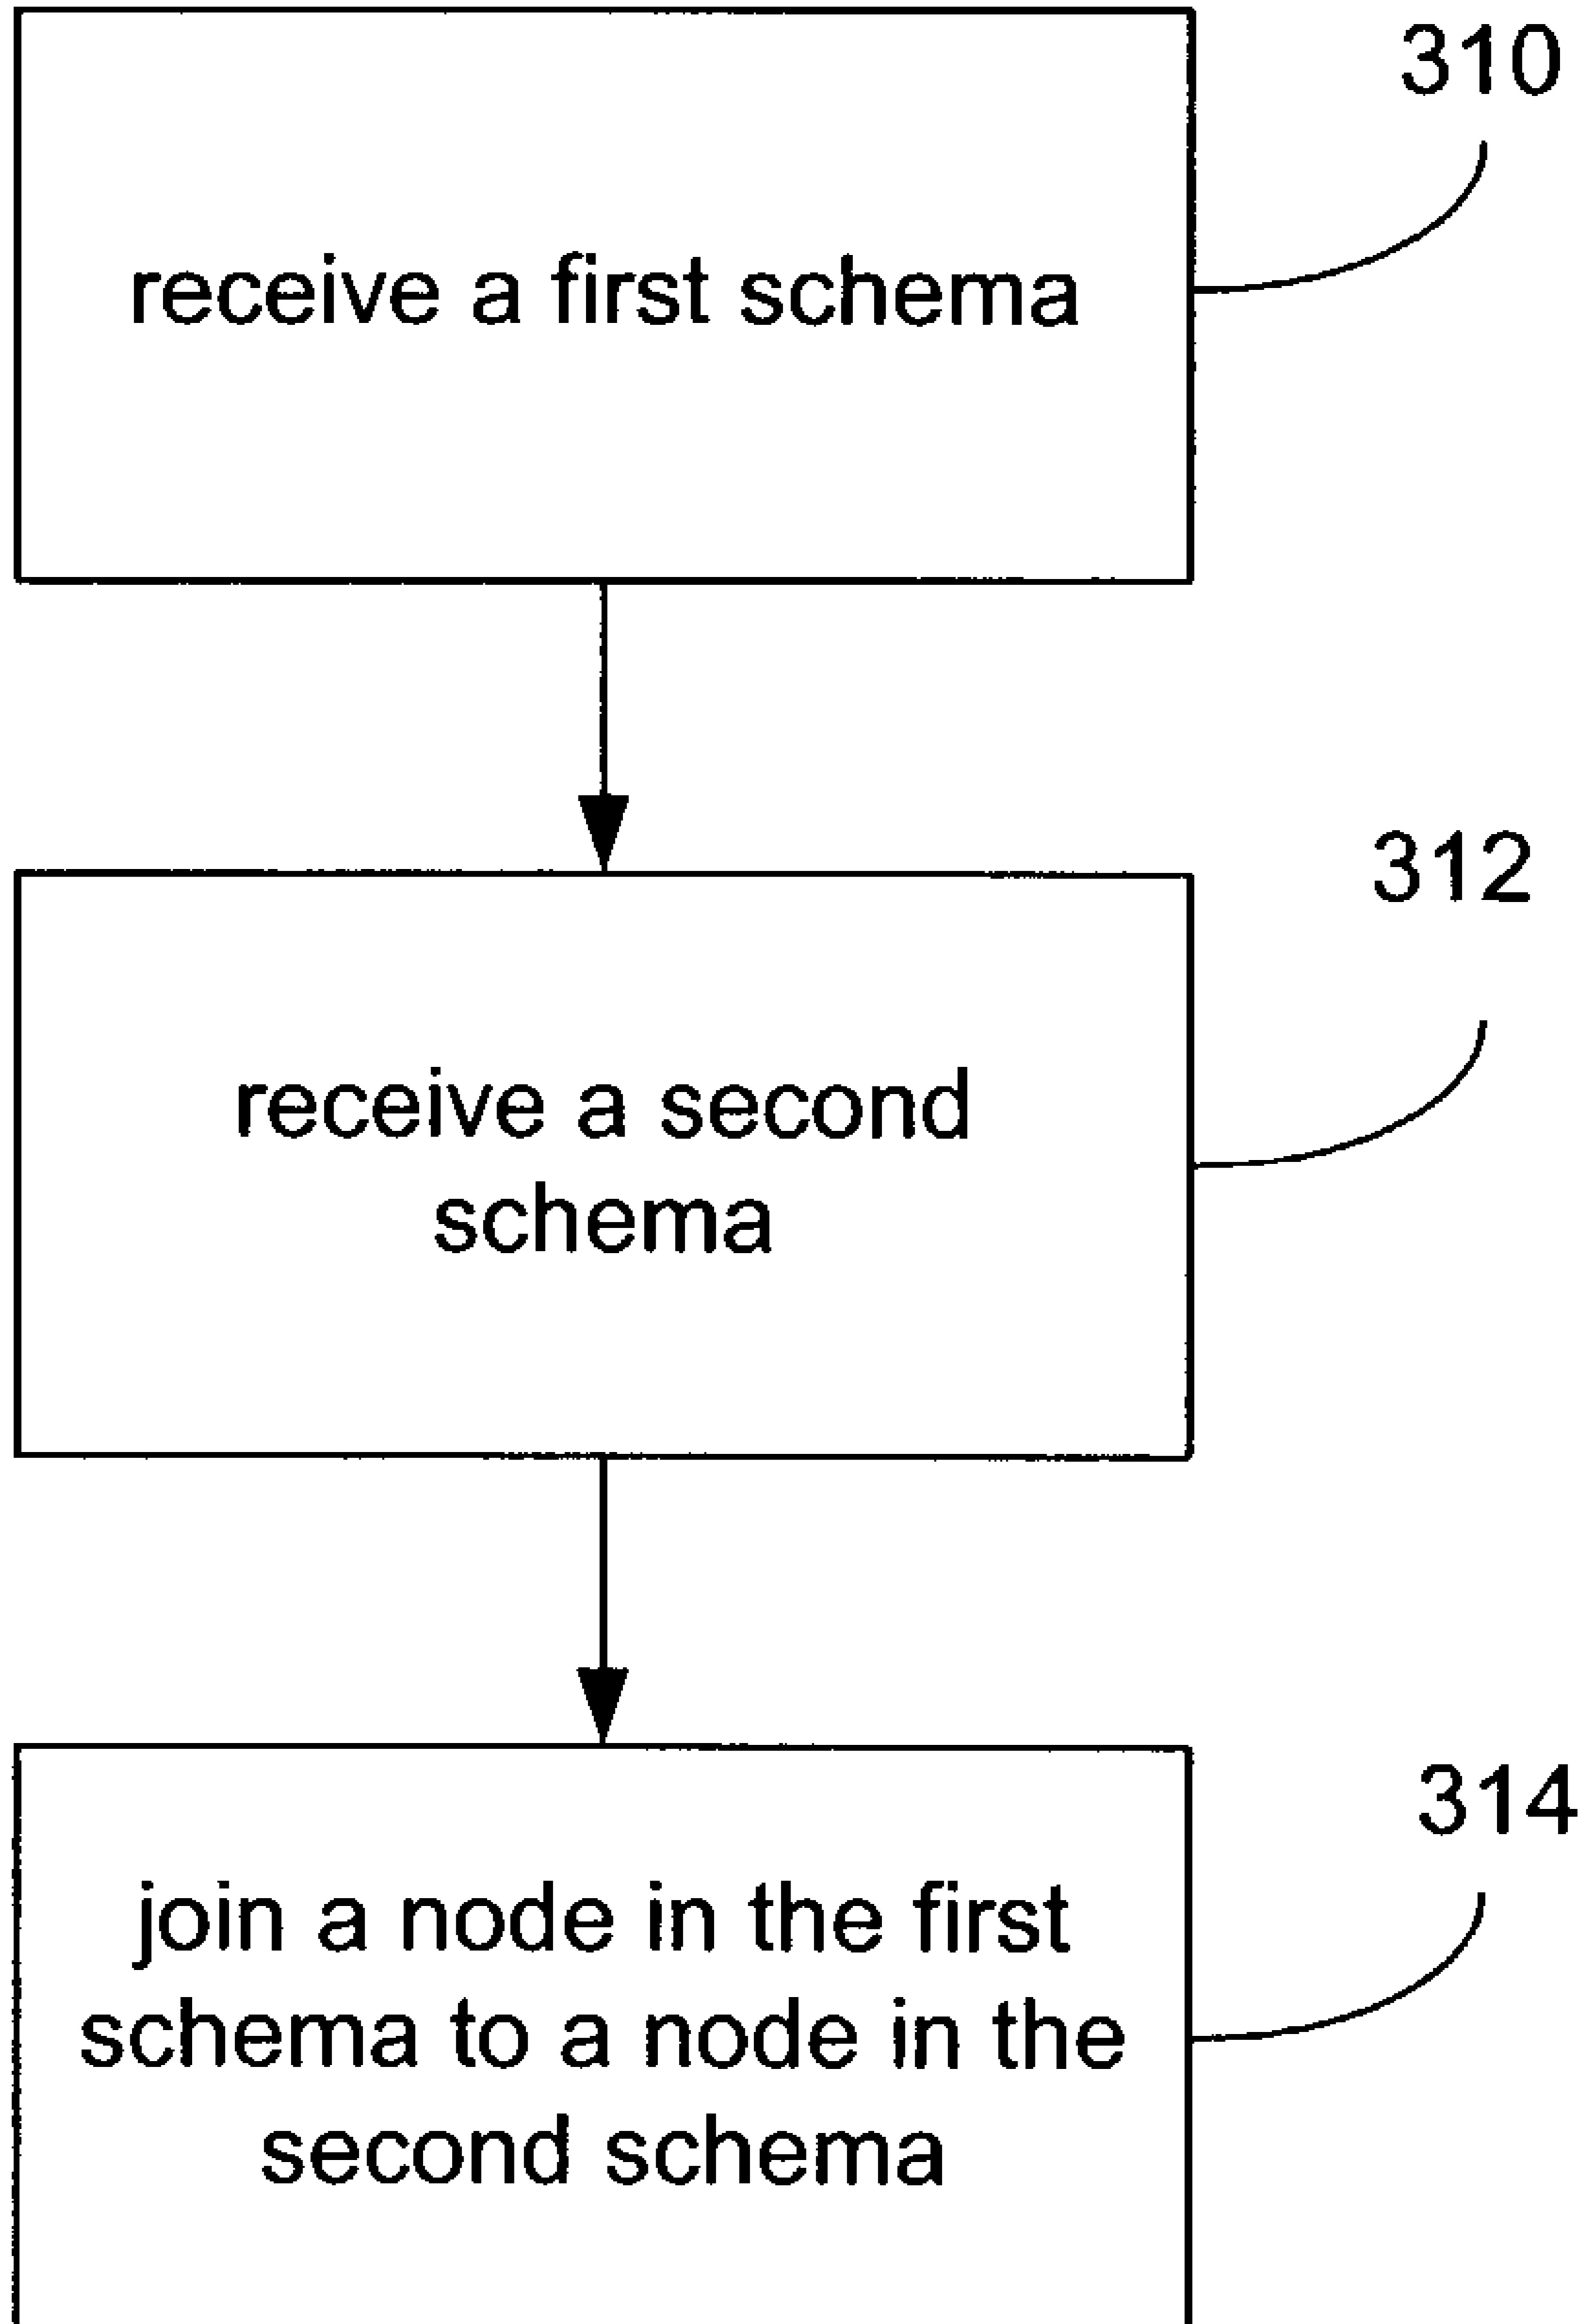 310
receive a first schema
312
receive a second
schema
314
join a node in the first
schema to a node in the
second schema